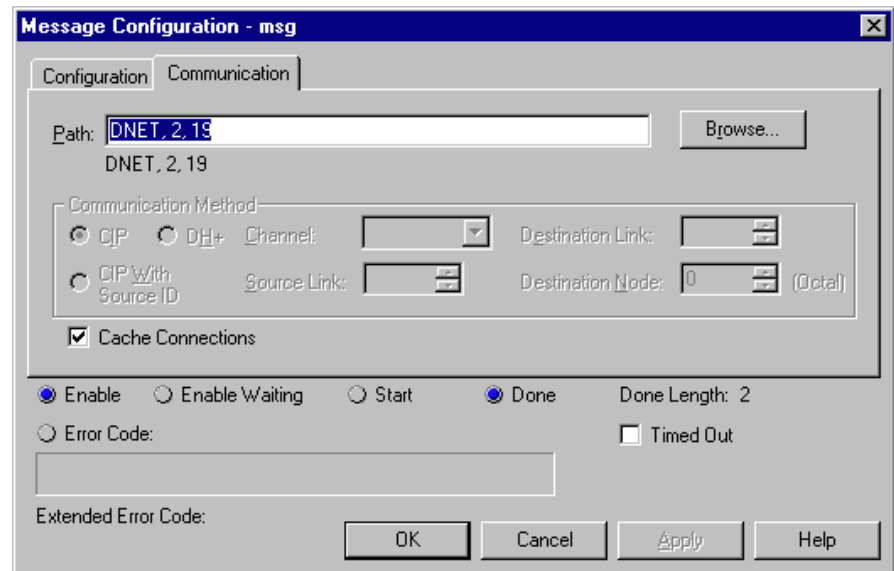 Message Configuration - msg
Configuration Communication
Path: DNET, 2, 19 Browse...
DNET, 2, 19
Communication Method
CIP DH+ Channel: Destination Link:
CIP With Source ID Source Link: Destination Node: 0 (Octal)
Cache Connections
Enable Enable Waiting Start Done Done Length: 2
Error Code: Timed Out
Extended Error Code:
OK Cancel Apply Help